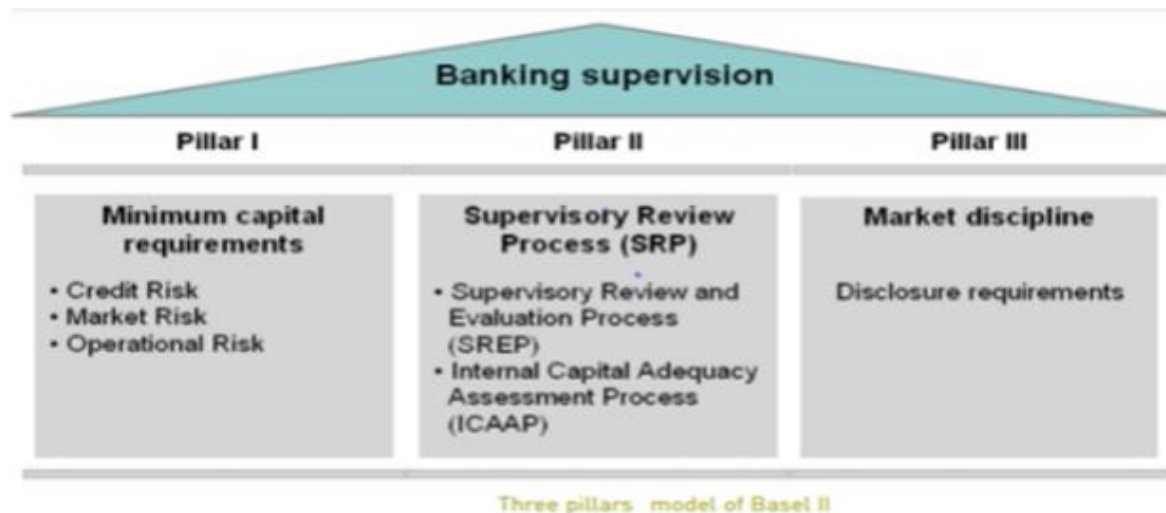 Banking supervision
Pillar I
Pillar II
Pillar III
Minimum capital
requirements
• Credit Risk
• Market Risk
• Operational Risk
Supervisory Review
Process (SRP)
• Supervisory Review and
Evaluation Process
(SREP)
• Internal Capital Adequacy
Assessment Process
(ICAAP)
Market discipline
Disclosure requirements
Three pillars model of Basel II